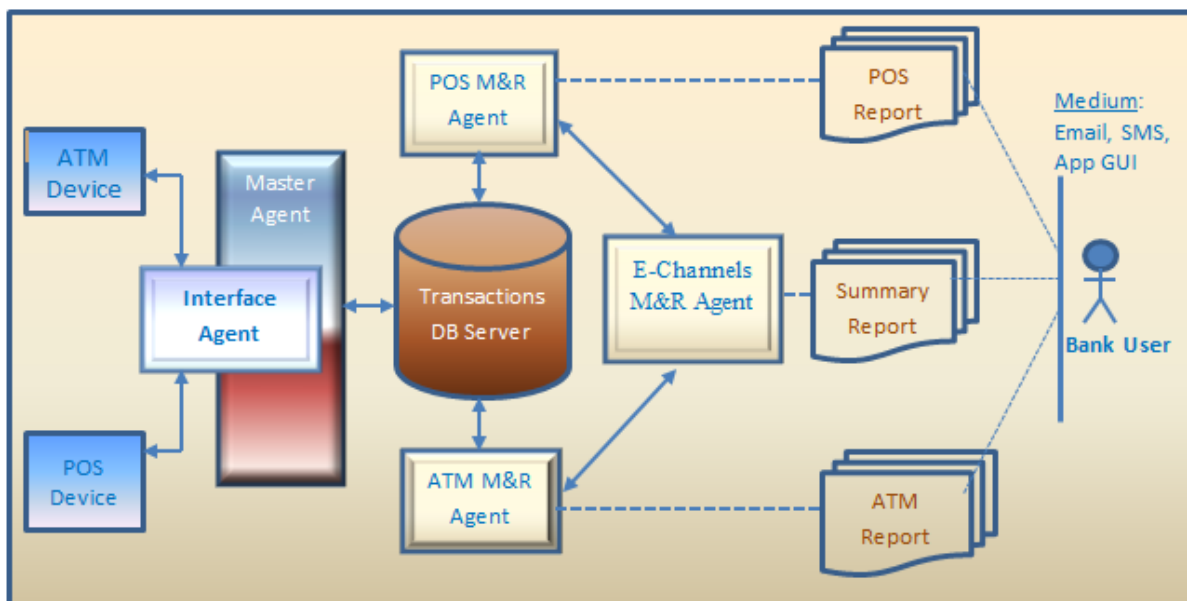 ATM
Device
Master
Agent
Interface
Agent
POS
Device
POS M&R
Agent
Transactions
DB Server
ATM M&R
Agent
E-Channels
M&R Agent
POS
Report
Summary
Report
ATM
Report
Medium:
Email, SMS,
App GUI
Bank User